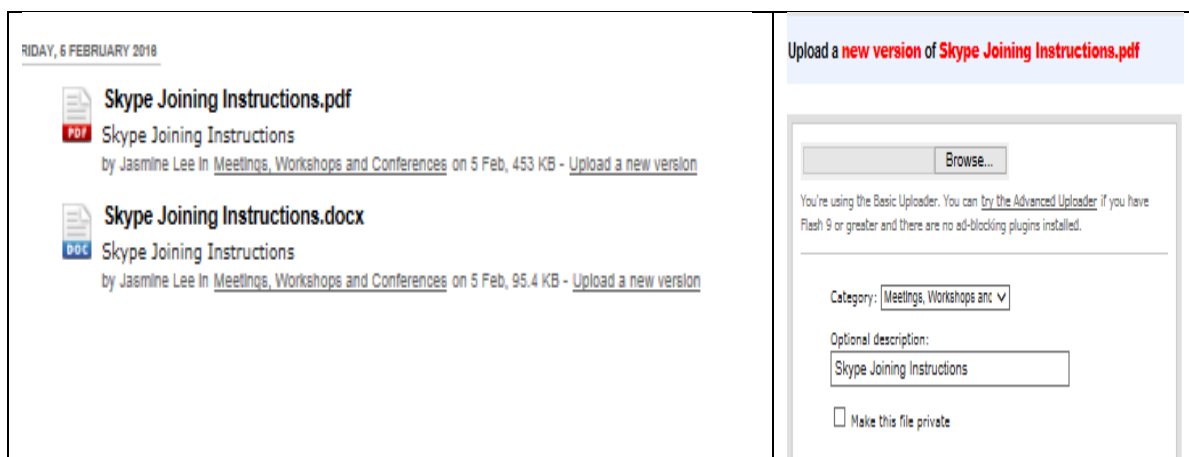 RIDAY, 5 FEBRUARY 2016
Skype Joining Instructions.pdf
PDF
Skype Joining Instructions
by Jasmine Lee in Meetings, Workshops and Conferences on 5 Feb, 453 KB - Upload a new version
Skype Joining Instructions.docx
DOC
Skype Joining Instructions
by Jasmine Lee in Meetings, Workshops and Conferences on 5 Feb, 95.4 KB - Upload a new version
Upload a new version of Skype Joining Instructions.pdf
Browse...
You're using the Basic Uploader. You can try the Advanced Uploader if you have
Flash 9 or greater and there are no ad-blocking plugins installed.
Category: Meetings, Workshops anc
Optional description:
Skype Joining Instructions
Make this file private